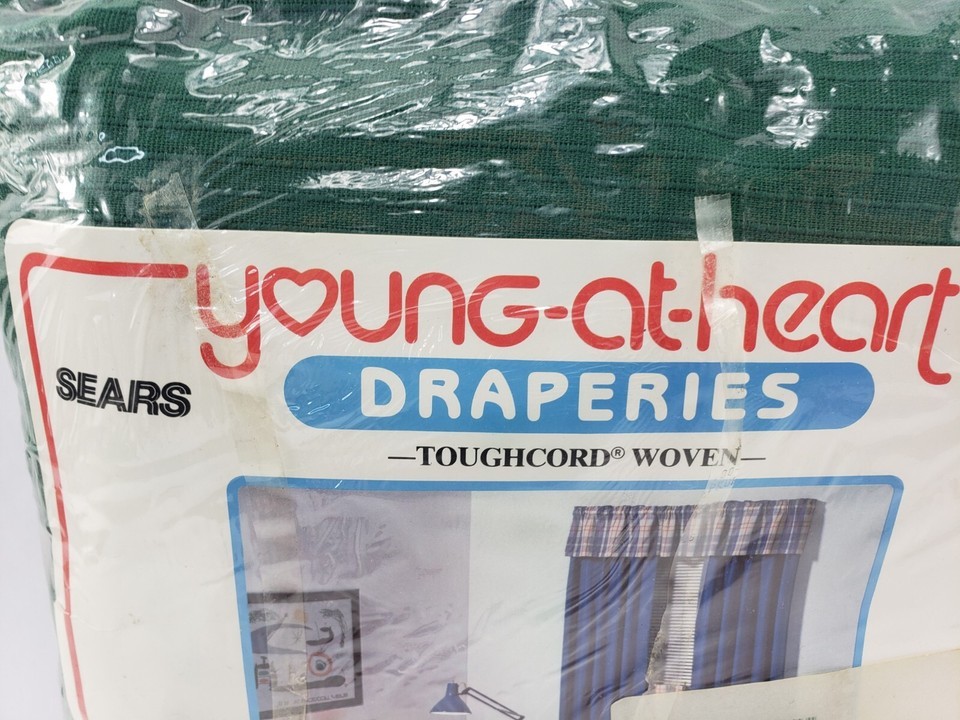 young-at-heart
SEARS
DRAPERIES
—TOUGHCORD® WOVEN—